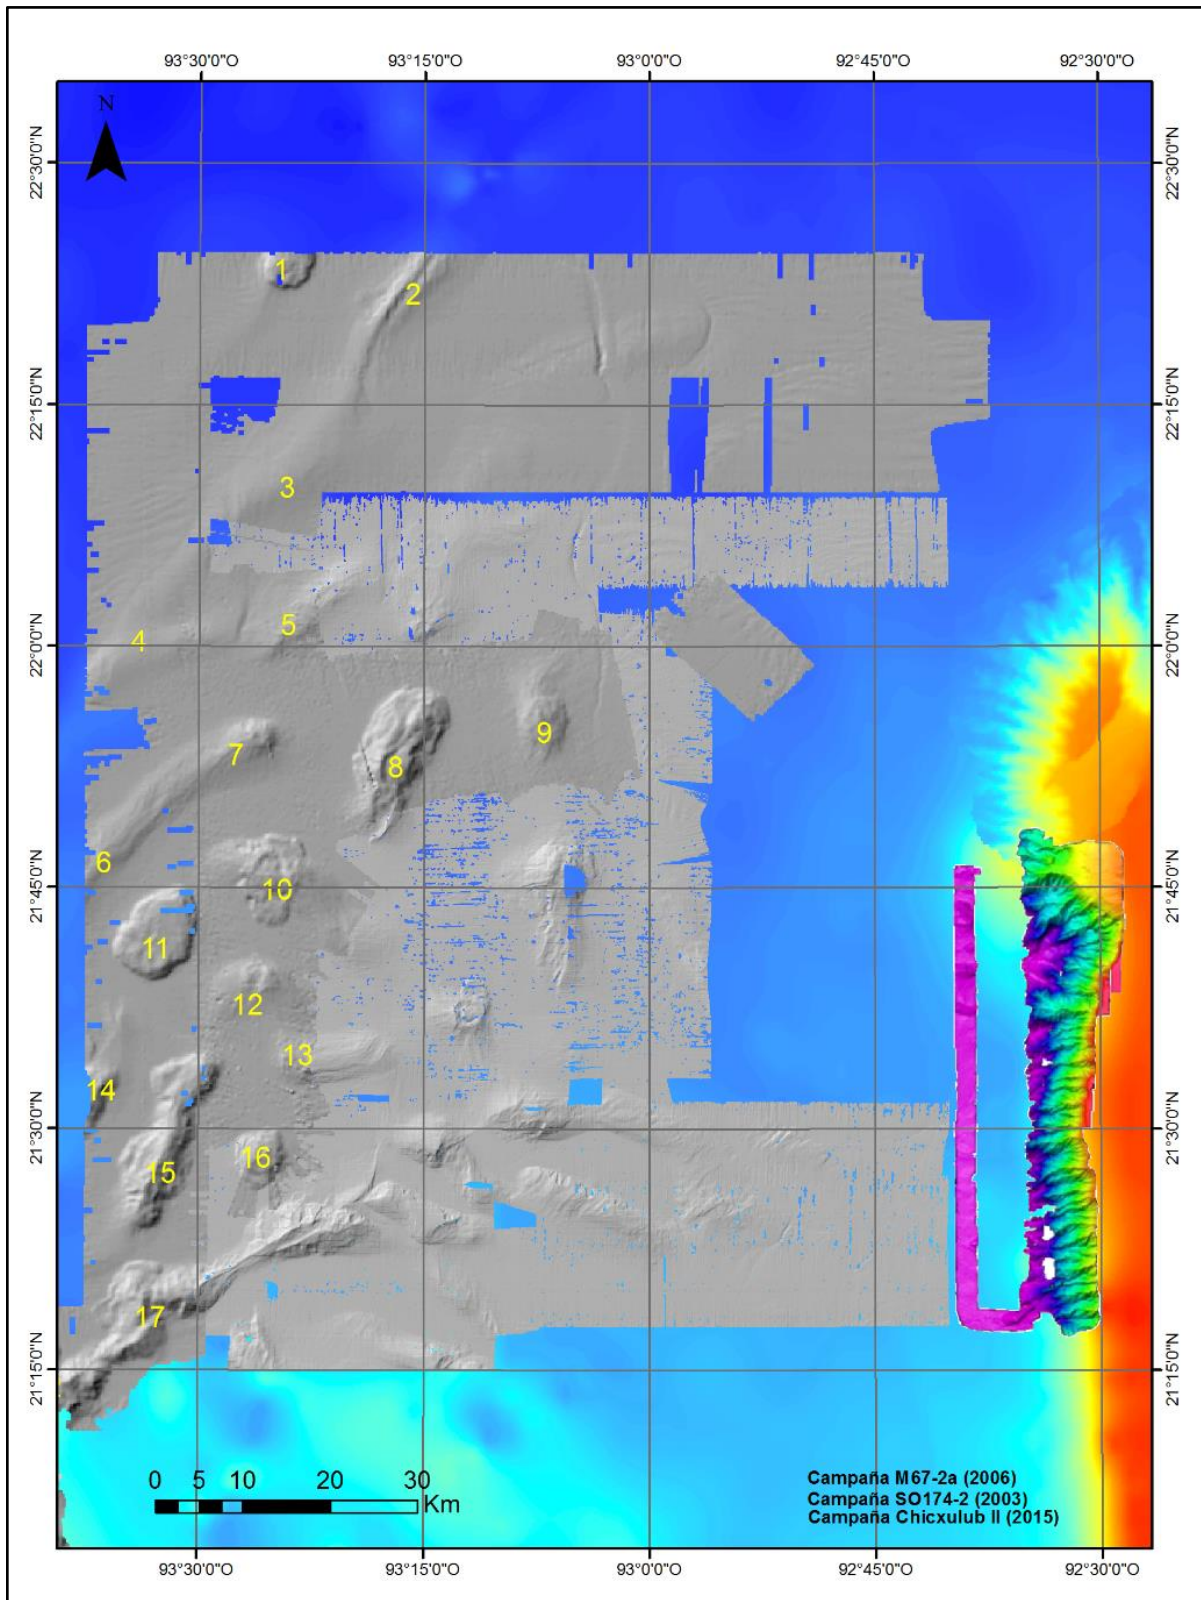 93°30'0"O 93°15'0"O 93°0'0"O 92°45'0"O 92°30'0"O
N
22°30'0"N 22°30'0"N
1
2
22°15'0"N 22°15'0"N
3
5
4
22°0'0"N 22°0'0"N
9
7
8
6
21°45'0"N 21°45'0"N
10
11
12
13
14
21°30'0"N 21°30'0"N
16
15
17
21°15'0"N 21°15'0"N
0 5 10 20 30
Km
Campaña M67-2a (2006)
Campaña SO174-2 (2003)
Campaña Chicxulub II (2015)
93°30'0"O 93°15'0"O 93°0'0"O 92°45'0"O 92°30'0"O